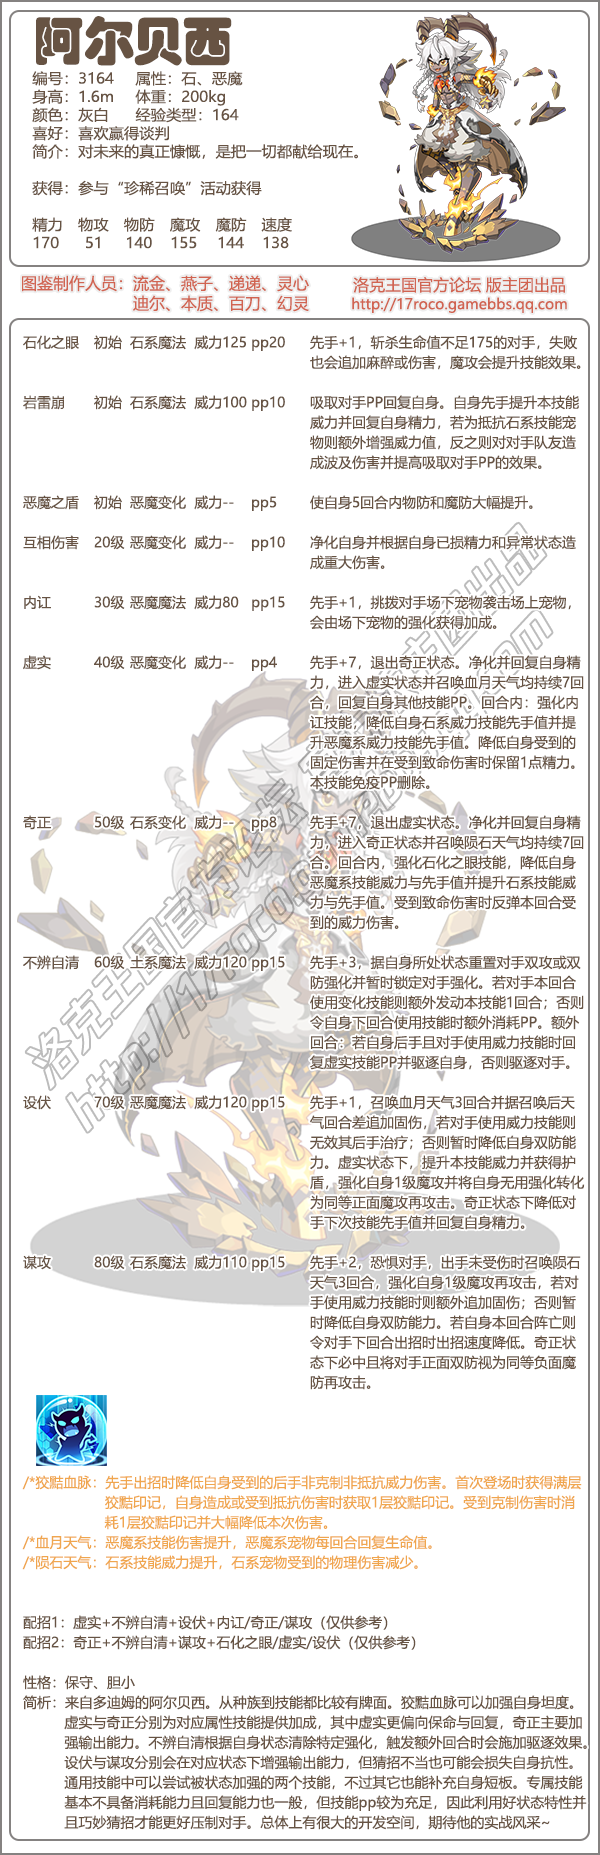 阿尔贝西
编号：3164 属性：石、恶魔
身高：1.6m 体重：200kg
颜色：灰白 经验类型：164
喜好：喜欢赢得谈判
简介：对未来的真正慷慨，是把一切都献给现在。
获得：参与“珍稀召唤”活动获得
精力 物攻 物防 魔攻 魔防 速度
170 51 140 155 144 138
图鉴制作人员：流金、燕子、递递、灵心
迪尔、本质、百刀、幻灵
洛克王国官方论坛 版主团出品
http://17roco.gamebbs.qq.com
石化之眼 初始 石系魔法 威力125 pp20 先手+1，斩杀生命值不足175的对手，失败
也会追加麻醉或伤害，魔攻会提升技能效果。
岩雷崩 初始 石系魔法 威力100 pp10 吸取对手PP回复自身。自身先手提升本技能
威力并回复自身精力，若为抵抗石系技能宠
物则额外增强威力值，反之则对对手队友造
成波及伤害并提高吸取对手PP的效果。
恶魔之盾 初始 恶魔变化 威力-- pp5 使自身5回合内物防和魔防大幅提升。
互相伤害 20级 恶魔变化 威力-- pp10 净化自身并根据自身已损精力和异常状态造
成重大伤害。
内讧 30级 恶魔魔法 威力80 pp15 先手+1，挑拨对手场下宠物袭击场上宠物，
会由场下宠物的强化获得加成。
虚实 40级 恶魔变化 威力-- pp4 先手+7，退出奇正状态。净化并回复自身精
力，进入虚实状态并召唤血月天气均持续7回
合，回复自身其他技能PP。回合内：强化内
讧技能，降低自身石系威力技能先手值并提
升恶魔系威力技能先手值。降低自身受到的
固定伤害并在受到致命伤害时保留1点精力。
本技能免疫PP删除。
奇正 50级 石系变化 威力-- pp8 先手+7，退出虚实状态。净化并回复自身精
力，进入奇正状态并召唤陨石天气均持续7回
合。回合内，强化石化之眼技能，降低自身
恶魔系技能威力与先手值并提升石系技能威
力与先手值。受到致命伤害时反弹本回合受
到的威力伤害。
不辨自清 60级 土系魔法 威力120 pp15 先手+3，据自身所处状态重置对手双攻或双
防强化并暂时锁定对手强化。若对手本回合
使用变化技能则额外发动本技能1回合；否则
令自身下回合使用技能时额外消耗PP。额外
回合：若自身后手且对手使用威力技能时回
复虚实技能PP并驱逐自身，否则驱逐对手。
设伏 70级 恶魔魔法 威力120 pp15 先手+1，召唤血月天气3回合并据召唤后天
气回合差追加固伤，若对手使用威力技能则
无效其后手治疗；否则暂时降低自身双防能
力。虚实状态下，提升本技能威力并获得护
盾，强化自身1级魔攻并将自身无用强化转化
为同等正面魔攻再攻击。奇正状态下降低对
手下次技能先手值并回复自身精力。
谋攻 80级 石系魔法 威力110 pp15 先手+2，恐惧对手，出手未受伤时召唤陨石
天气3回合，强化自身1级魔攻再攻击，若对
手使用威力技能时则额外追加固伤；否则暂
时降低自身双防能力。若自身本回合阵亡则
令对手下回合出招时出招速度降低。奇正状
态下必中且将对手正面双防视为同等负面魔
防再攻击。
/*狡黠血脉：先手出招时降低自身受到的后手非克制非抵抗威力伤害。首次登场时获得满层
狡黠印记，自身造成或受到抵抗伤害时获取1层狡黠印记。受到克制伤害时消
耗1层狡黠印记并大幅降低本次伤害。
/*血月天气：恶魔系技能伤害提升，恶魔系宠物每回合回复生命值。
/*陨石天气：石系技能威力提升，石系宠物受到的物理伤害减少。
配招1：虚实+不辨自清+设伏+内讧/奇正/谋攻（仅供参考）
配招2：奇正+不辨自清+谋攻+石化之眼/虚实/设伏（仅供参考）
性格：保守、胆小
简析：来自多迪姆的阿尔贝西。从种族到技能都比较有牌面。狡黠血脉可以加强自身坦度。
虚实与奇正分别为对应属性技能提供加成，其中虚实更偏向保命与回复，奇正主要加
强输出能力。不辨自清根据自身状态清除特定强化，触发额外回合时会施加驱逐效果。
设伏与谋攻分别会在对应状态下增强输出能力，但猜招不当也可能会损失自身抗性。
通用技能中可以尝试被状态加强的两个技能，不过其它也能补充自身短板。专属技能
基本不具备消耗能力且回复能力也一般，但技能pp较为充足，因此利用好状态特性并
且巧妙猜招才能更好压制对手。总体上有很大的开发空间，期待他的实战风采~
洛克王国官方论坛 版主团出品
http://17roco.gamebbs.qq.com